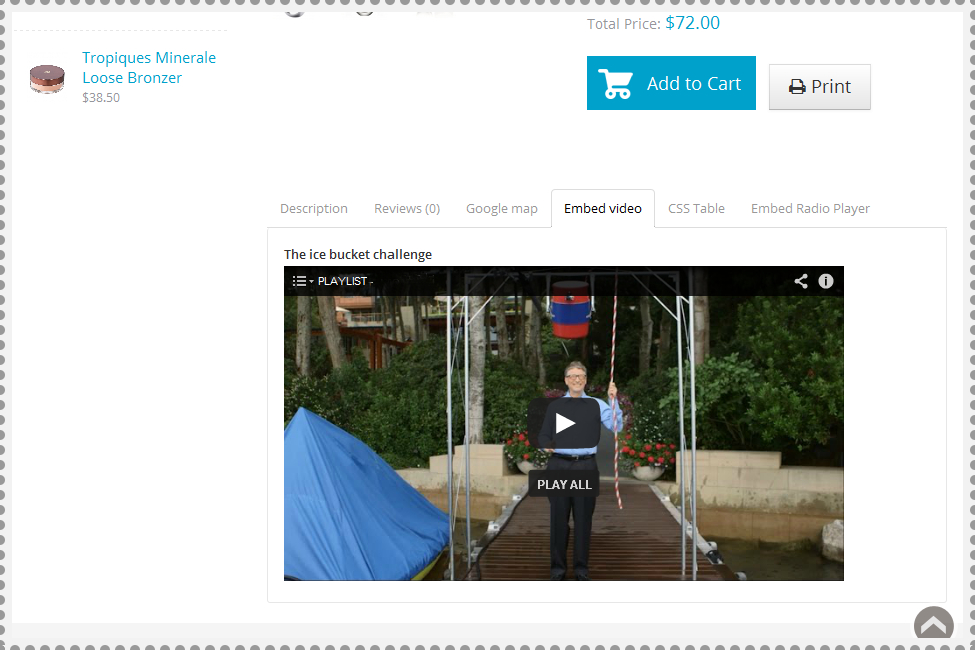 Total Price: $72.00
Tropiques Minerale
Loose Bronzer
$38.50
Add to Cart
Print
Description
Reviews (0)
Google map
Embed video
CSS Table
Embed Radio Player
The ice bucket challenge
PLAYLIST -
PLAY ALL